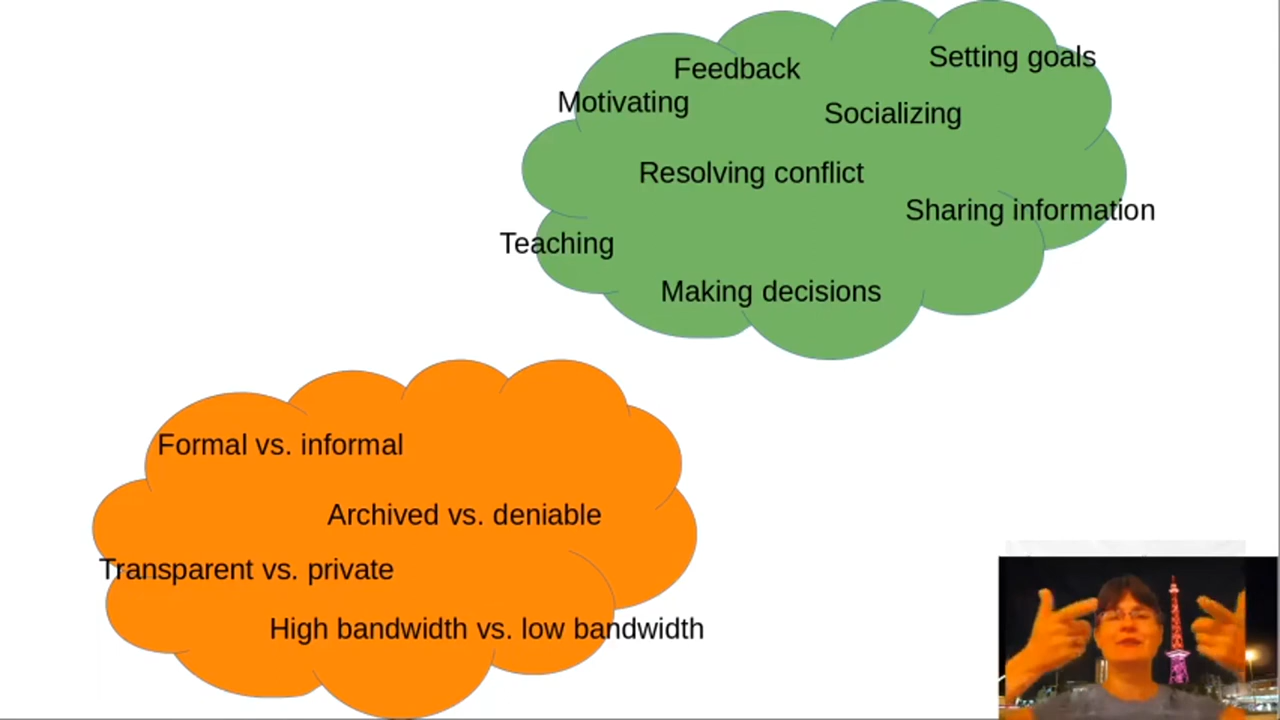 Feedback
Setting goals
Motivating
Socializing
Resolving conflict
Sharing information
Teaching
Making decisions
Formal vs. informal
Archived vs. deniable
Transparent vs. private
High bandwidth vs. low bandwidth